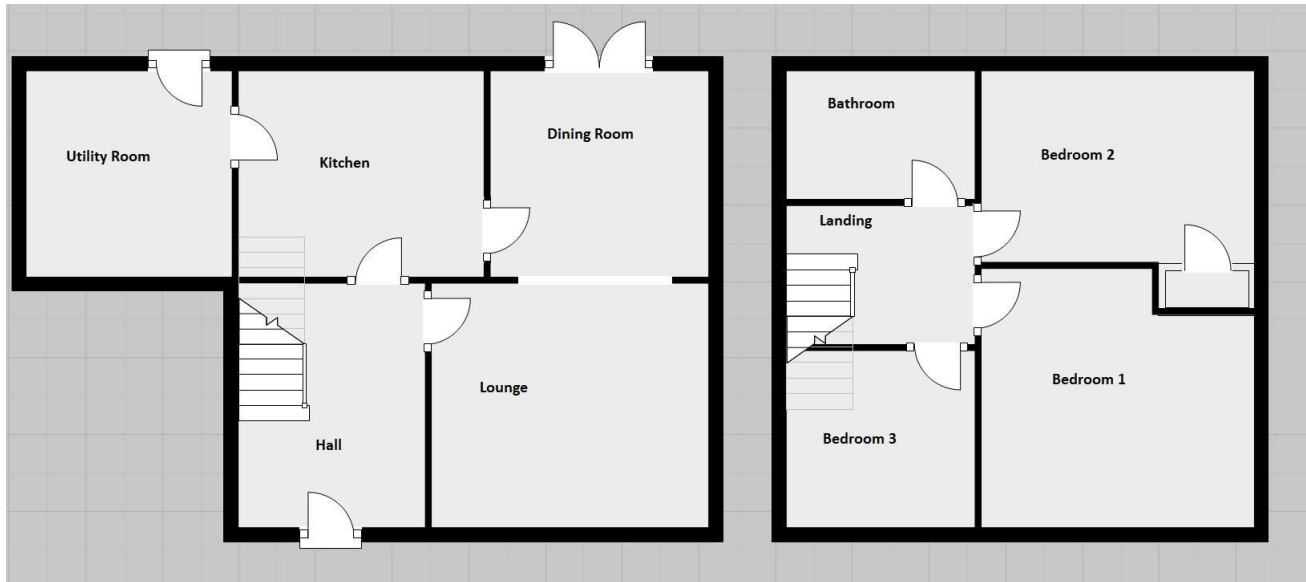 Utility Room
Kitchen
Dining Room
Lounge
Hall
Bathroom
Bedroom 2
Landing
Bedroom 1
Bedroom 3